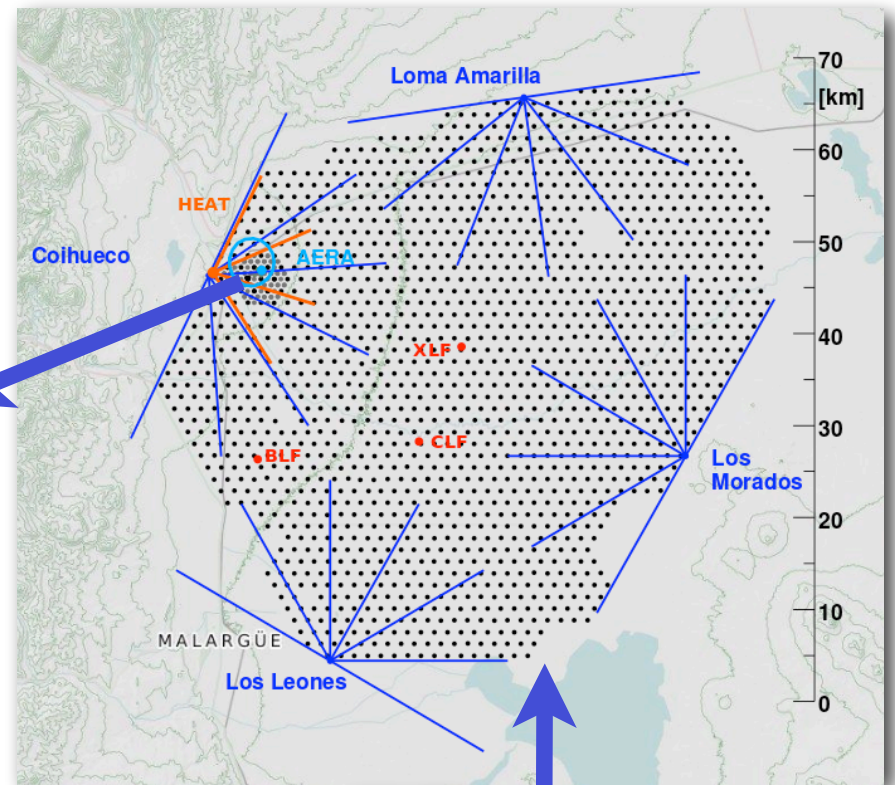 70
[km]
60
50
40
30
20
10
0
Loma Amarilla
HEAT
Coihueco
AERA
XLF
CLF
BLF
Los
Morados
MALARGÜE
Los Leones